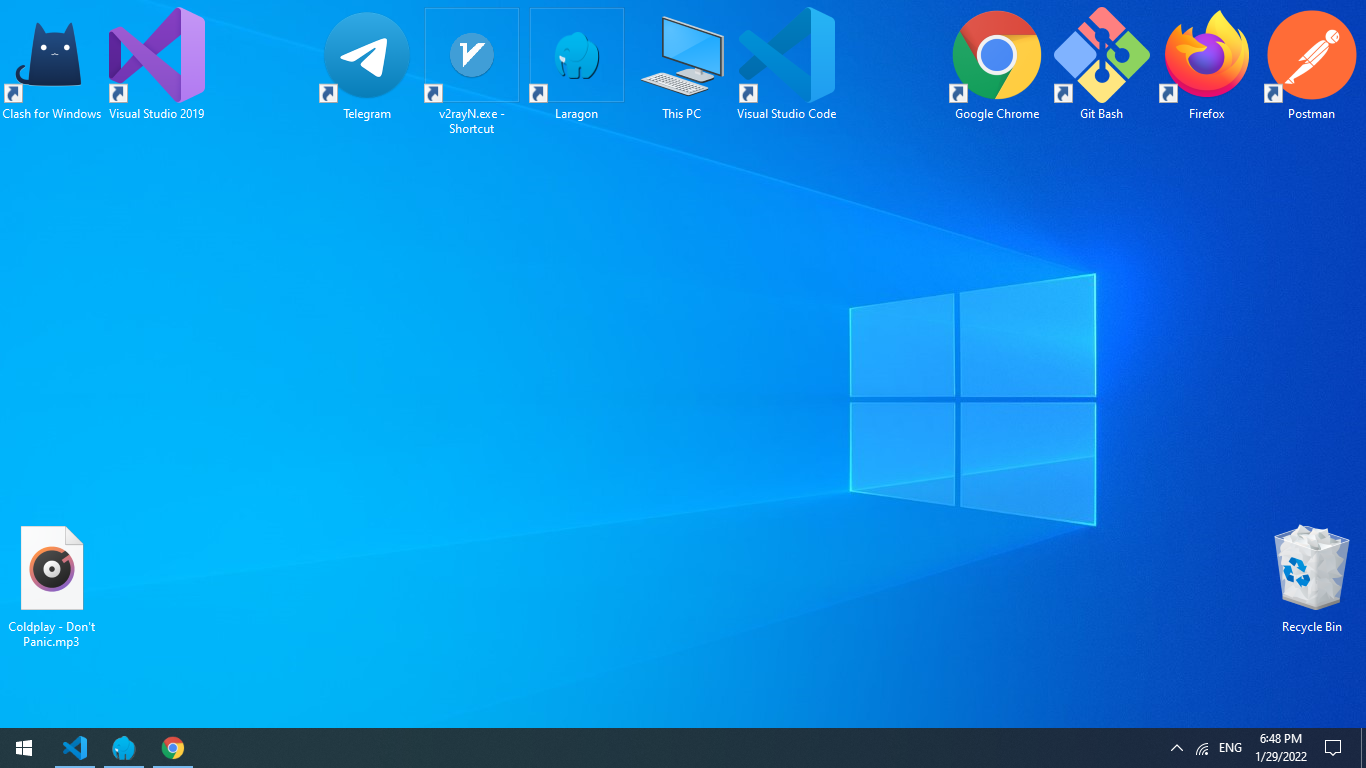 Clash for Windows
Visual Studio 2019
Telegram
v2rayN.exe -
Shortcut
Laragon
This PC
Visual Studio Code
Google Chrome
Git Bash
Firefox
Postman
Coldplay - Don't
Panic.mp3
Recycle Bin
ENG
6:48 PM
1/29/2022